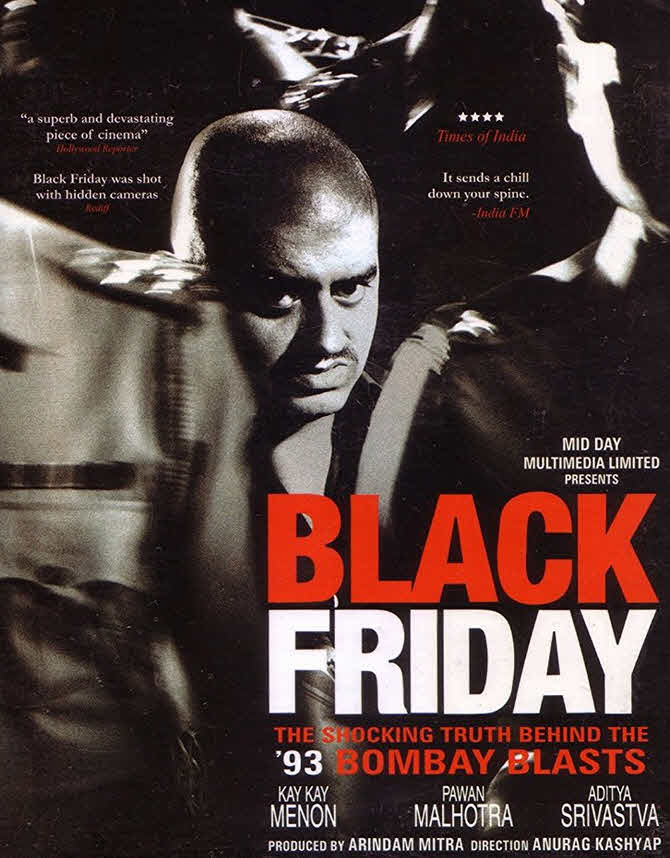 “a superb and devastating
piece of cinema”
Hollywood Reporter
Black Friday was shot
with hidden cameras
Rediff
★★★★
Times of India
It sends a chill
down your spine.
-India FM
MID DAY
MULTIMEDIA LIMITED
PRESENTS
BLACK
FRIDAY
THE SHOCKING TRUTH BEHIND THE
’93 BOMBAY BLASTS
KAY KAY
MENON
PAWAN
MALHOTRA
ADITYA
SRIVASTVA
PRODUCED BY ARINDAM MITRA DIRECTION ANURAG KASHYAP